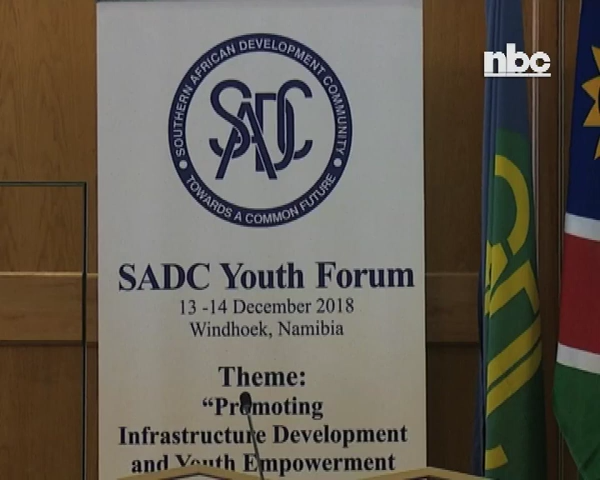 nbc
SOUTHERN AFRICAN DEVELOPMENT COMMUNITY
SADC
TOWARDS A COMMON FUTURE
SADC Youth Forum
13 -14 December 2018
Windhoek, Namibia
Theme:
“Promoting
Infrastructure Development
and Youth Empowerment